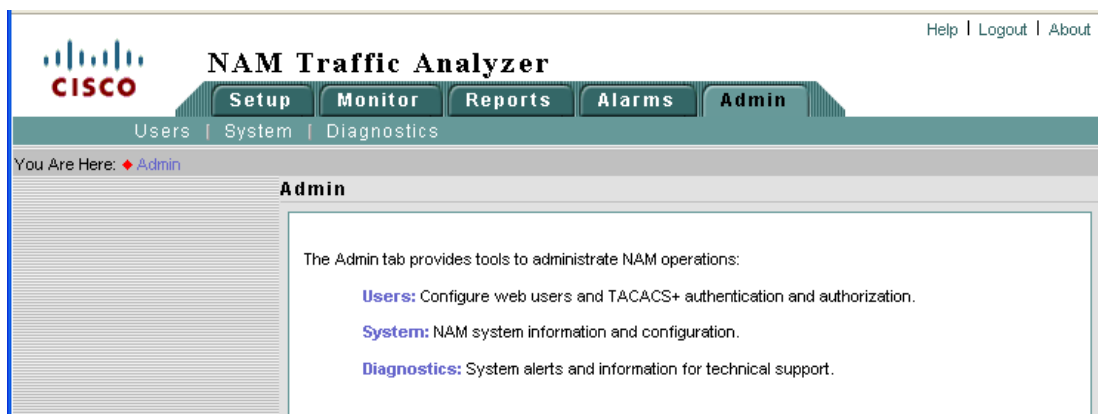 Help | Logout | About
CISCO
NAM Traffic Analyzer
Setup Monitor Reports Alarms Admin
Users | System | Diagnostics
You Are Here: ◆ Admin
Admin
The Admin tab provides tools to administrate NAM operations:
Users: Configure web users and TACACS+ authentication and authorization.
System: NAM system information and configuration.
Diagnostics: System alerts and information for technical support.